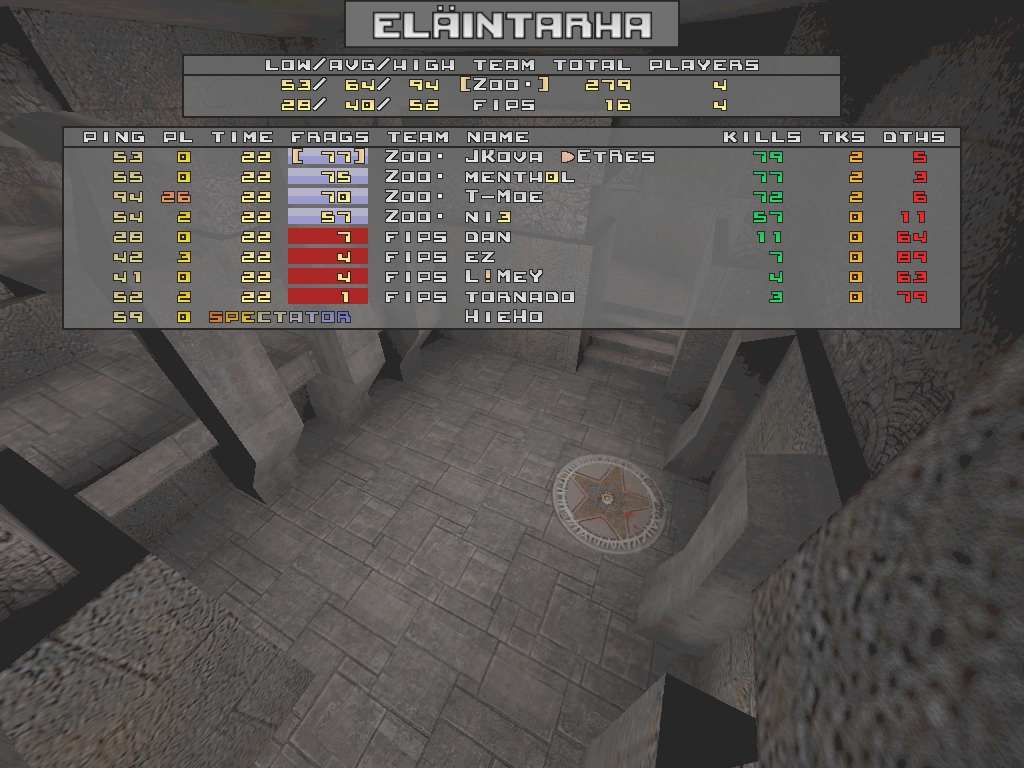 ELÄINTARHA
LOW/AVG/HIGH TEAM TOTAL PLAYERS
53/ 64/ 94 [ZOO·] 279 4
28/ 40/ 52 FIPS 16 4
PING PL TIME FRAGS TEAM NAME KILLS TKS DTHS
53 0 22 [ 77] ZOO· JKOVA DETRES 79 2 5
55 0 22 75 ZOO· MENTHOL 77 2 3
94 26 22 70 ZOO· T-MOE 72 2 6
54 2 22 57 ZOO· NI3 57 0 11
28 0 22 7 FIPS DAN 11 0 64
42 3 22 4 FIPS EZ 7 0 89
41 0 22 4 FIPS L!MEY 4 0 63
52 2 22 1 FIPS TORNADO 3 0 79
59 0 SPECTATOR HIEHO